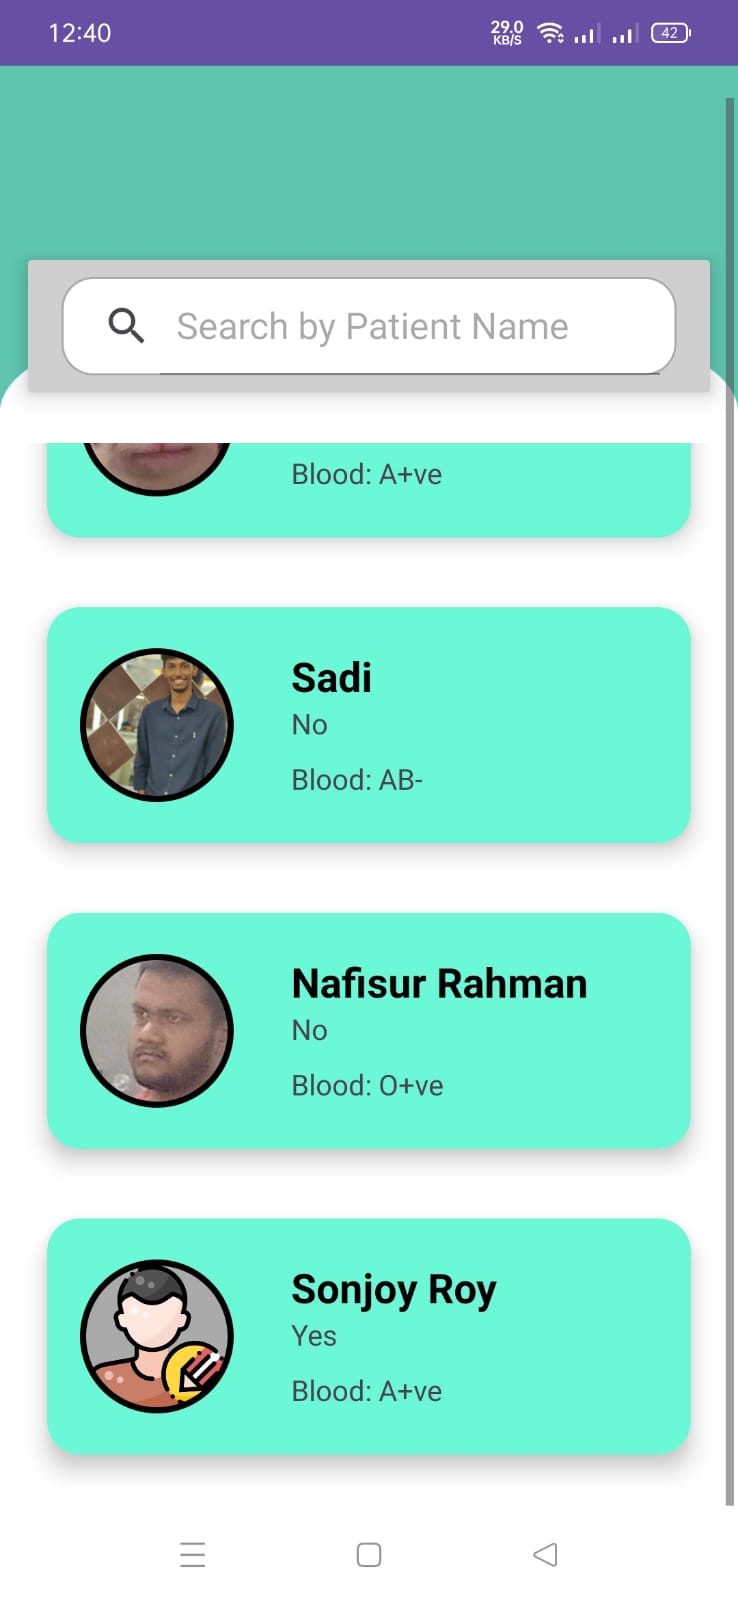 12:40
29.0
KB/S
42
Search by Patient Name
Blood: A+ve
Sadi
No
Blood: AB-
Nafisur Rahman
No
Blood: O+ve
Sonjoy Roy
Yes
Blood: A+ve